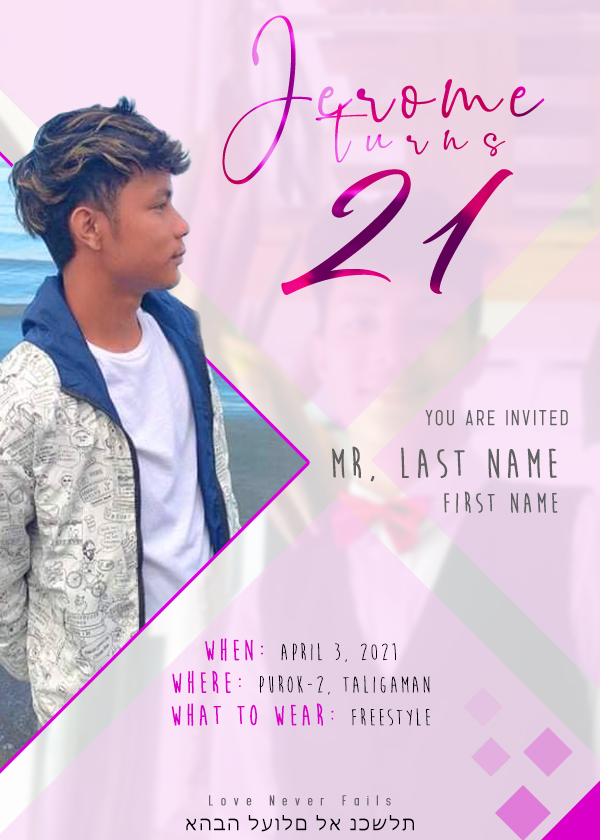 Jerome
turns
21
YOU ARE INVITED
MR, LAST NAME
FIRST NAME
WHEN: APRIL 3, 2021
WHERE: PUROK-2, TALIGAMAN
WHAT TO WEAR: FREESTYLE
Love Never Fails
תלשכנ אל םלועל הבהא